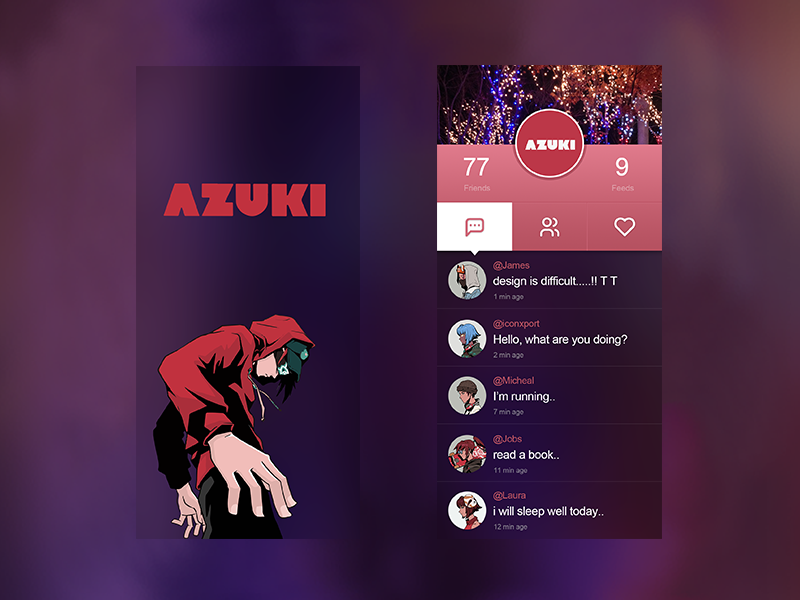 AZUKI
AZUKI
77
Friends
9
Feeds
@James
design is difficult.....!! T T
1 min age
@iconxport
Hello, what are you doing?
2 min age
@Micheal
I'm running..
7 min age
@Jobs
read a book..
11 min age
@Laura
i will sleep well today..
12 min age